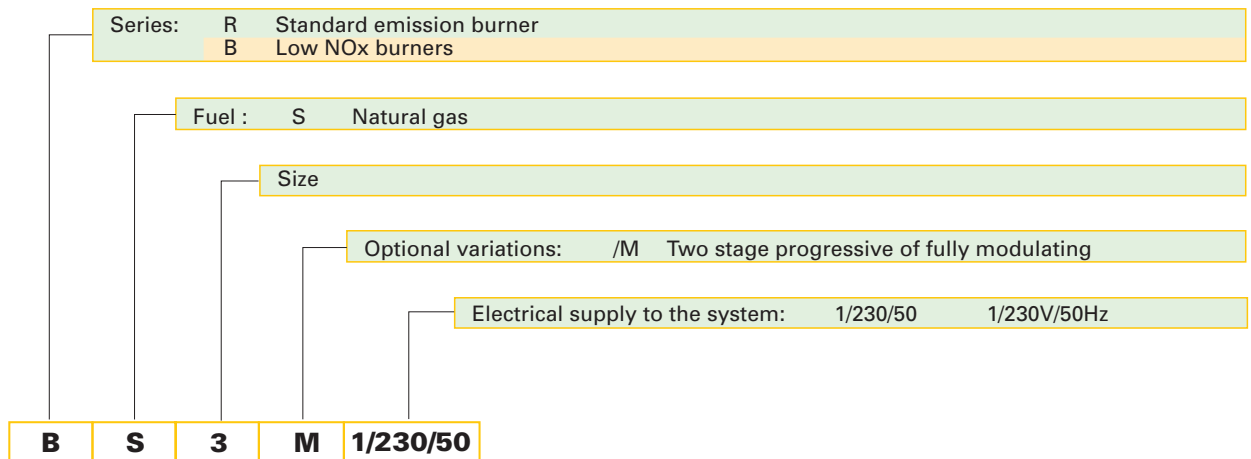 Series: R Standard emission burner
B Low NOx burners
Fuel : S Natural gas
Size
Optional variations: /M Two stage progressive of fully modulating
Electrical supply to the system: 1/230/50 1/230V/50Hz
B S 3 M 1/230/50